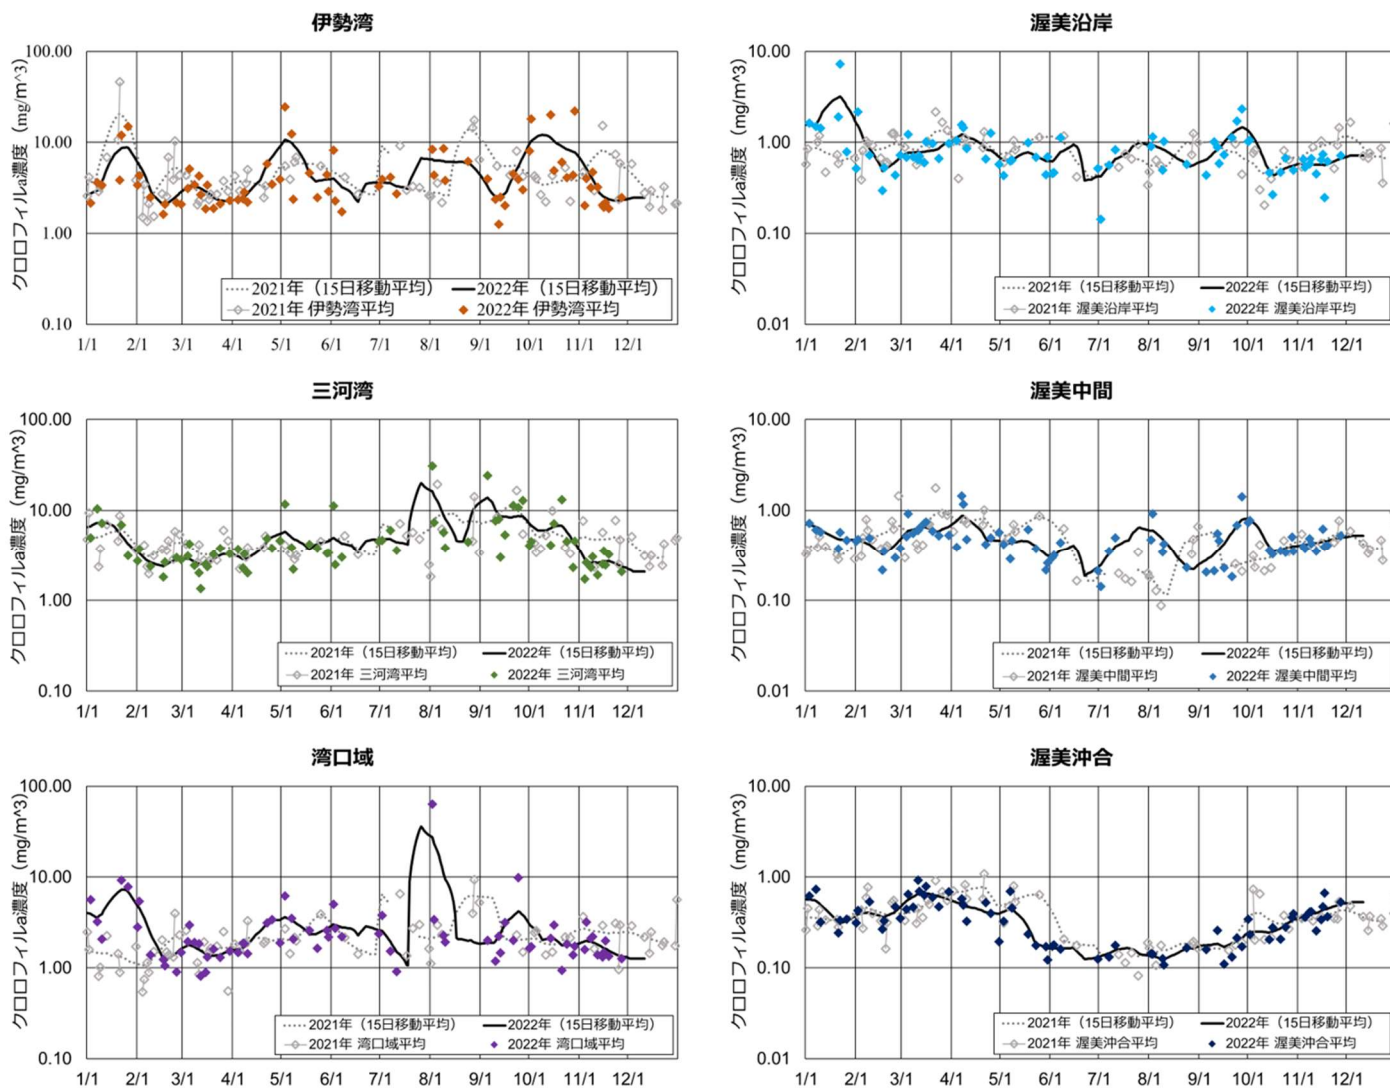 伊勢湾
クロロフィルa濃度（mg/m^3）
100.00
10.00
1.00
0.10
2021年（15日移動平均）
2022年（15日移動平均）
2021年 伊勢湾平均
2022年 伊勢湾平均
1/1 2/1 3/1 4/1 5/1 6/1 7/1 8/1 9/1 10/1 11/1 12/1
渥美沿岸
クロロフィルa濃度（mg/m^3）
10.00
1.00
0.10
0.01
2021年（15日移動平均）
2022年（15日移動平均）
2021年 渥美沿岸平均
2022年 渥美沿岸平均
1/1 2/1 3/1 4/1 5/1 6/1 7/1 8/1 9/1 10/1 11/1 12/1
三河湾
クロロフィルa濃度（mg/m^3）
100.00
10.00
1.00
0.10
2021年（15日移動平均）
2022年（15日移動平均）
2021年 三河湾平均
2022年 三河湾平均
1/1 2/1 3/1 4/1 5/1 6/1 7/1 8/1 9/1 10/1 11/1 12/1
渥美中間
クロロフィルa濃度（mg/m^3）
10.00
1.00
0.10
0.01
2021年（15日移動平均）
2022年（15日移動平均）
2021年 渥美中間平均
2022年 渥美中間平均
1/1 2/1 3/1 4/1 5/1 6/1 7/1 8/1 9/1 10/1 11/1 12/1
湾口域
クロロフィルa濃度（mg/m^3）
100.00
10.00
1.00
0.10
2021年（15日移動平均）
2022年（15日移動平均）
2021年 湾口域平均
2022年 湾口域平均
1/1 2/1 3/1 4/1 5/1 6/1 7/1 8/1 9/1 10/1 11/1 12/1
渥美沖合
クロロフィルa濃度（mg/m^3）
10.00
1.00
0.10
0.01
2021年（15日移動平均）
2022年（15日移動平均）
2021年 渥美沖合平均
2022年 渥美沖合平均
1/1 2/1 3/1 4/1 5/1 6/1 7/1 8/1 9/1 10/1 11/1 12/1